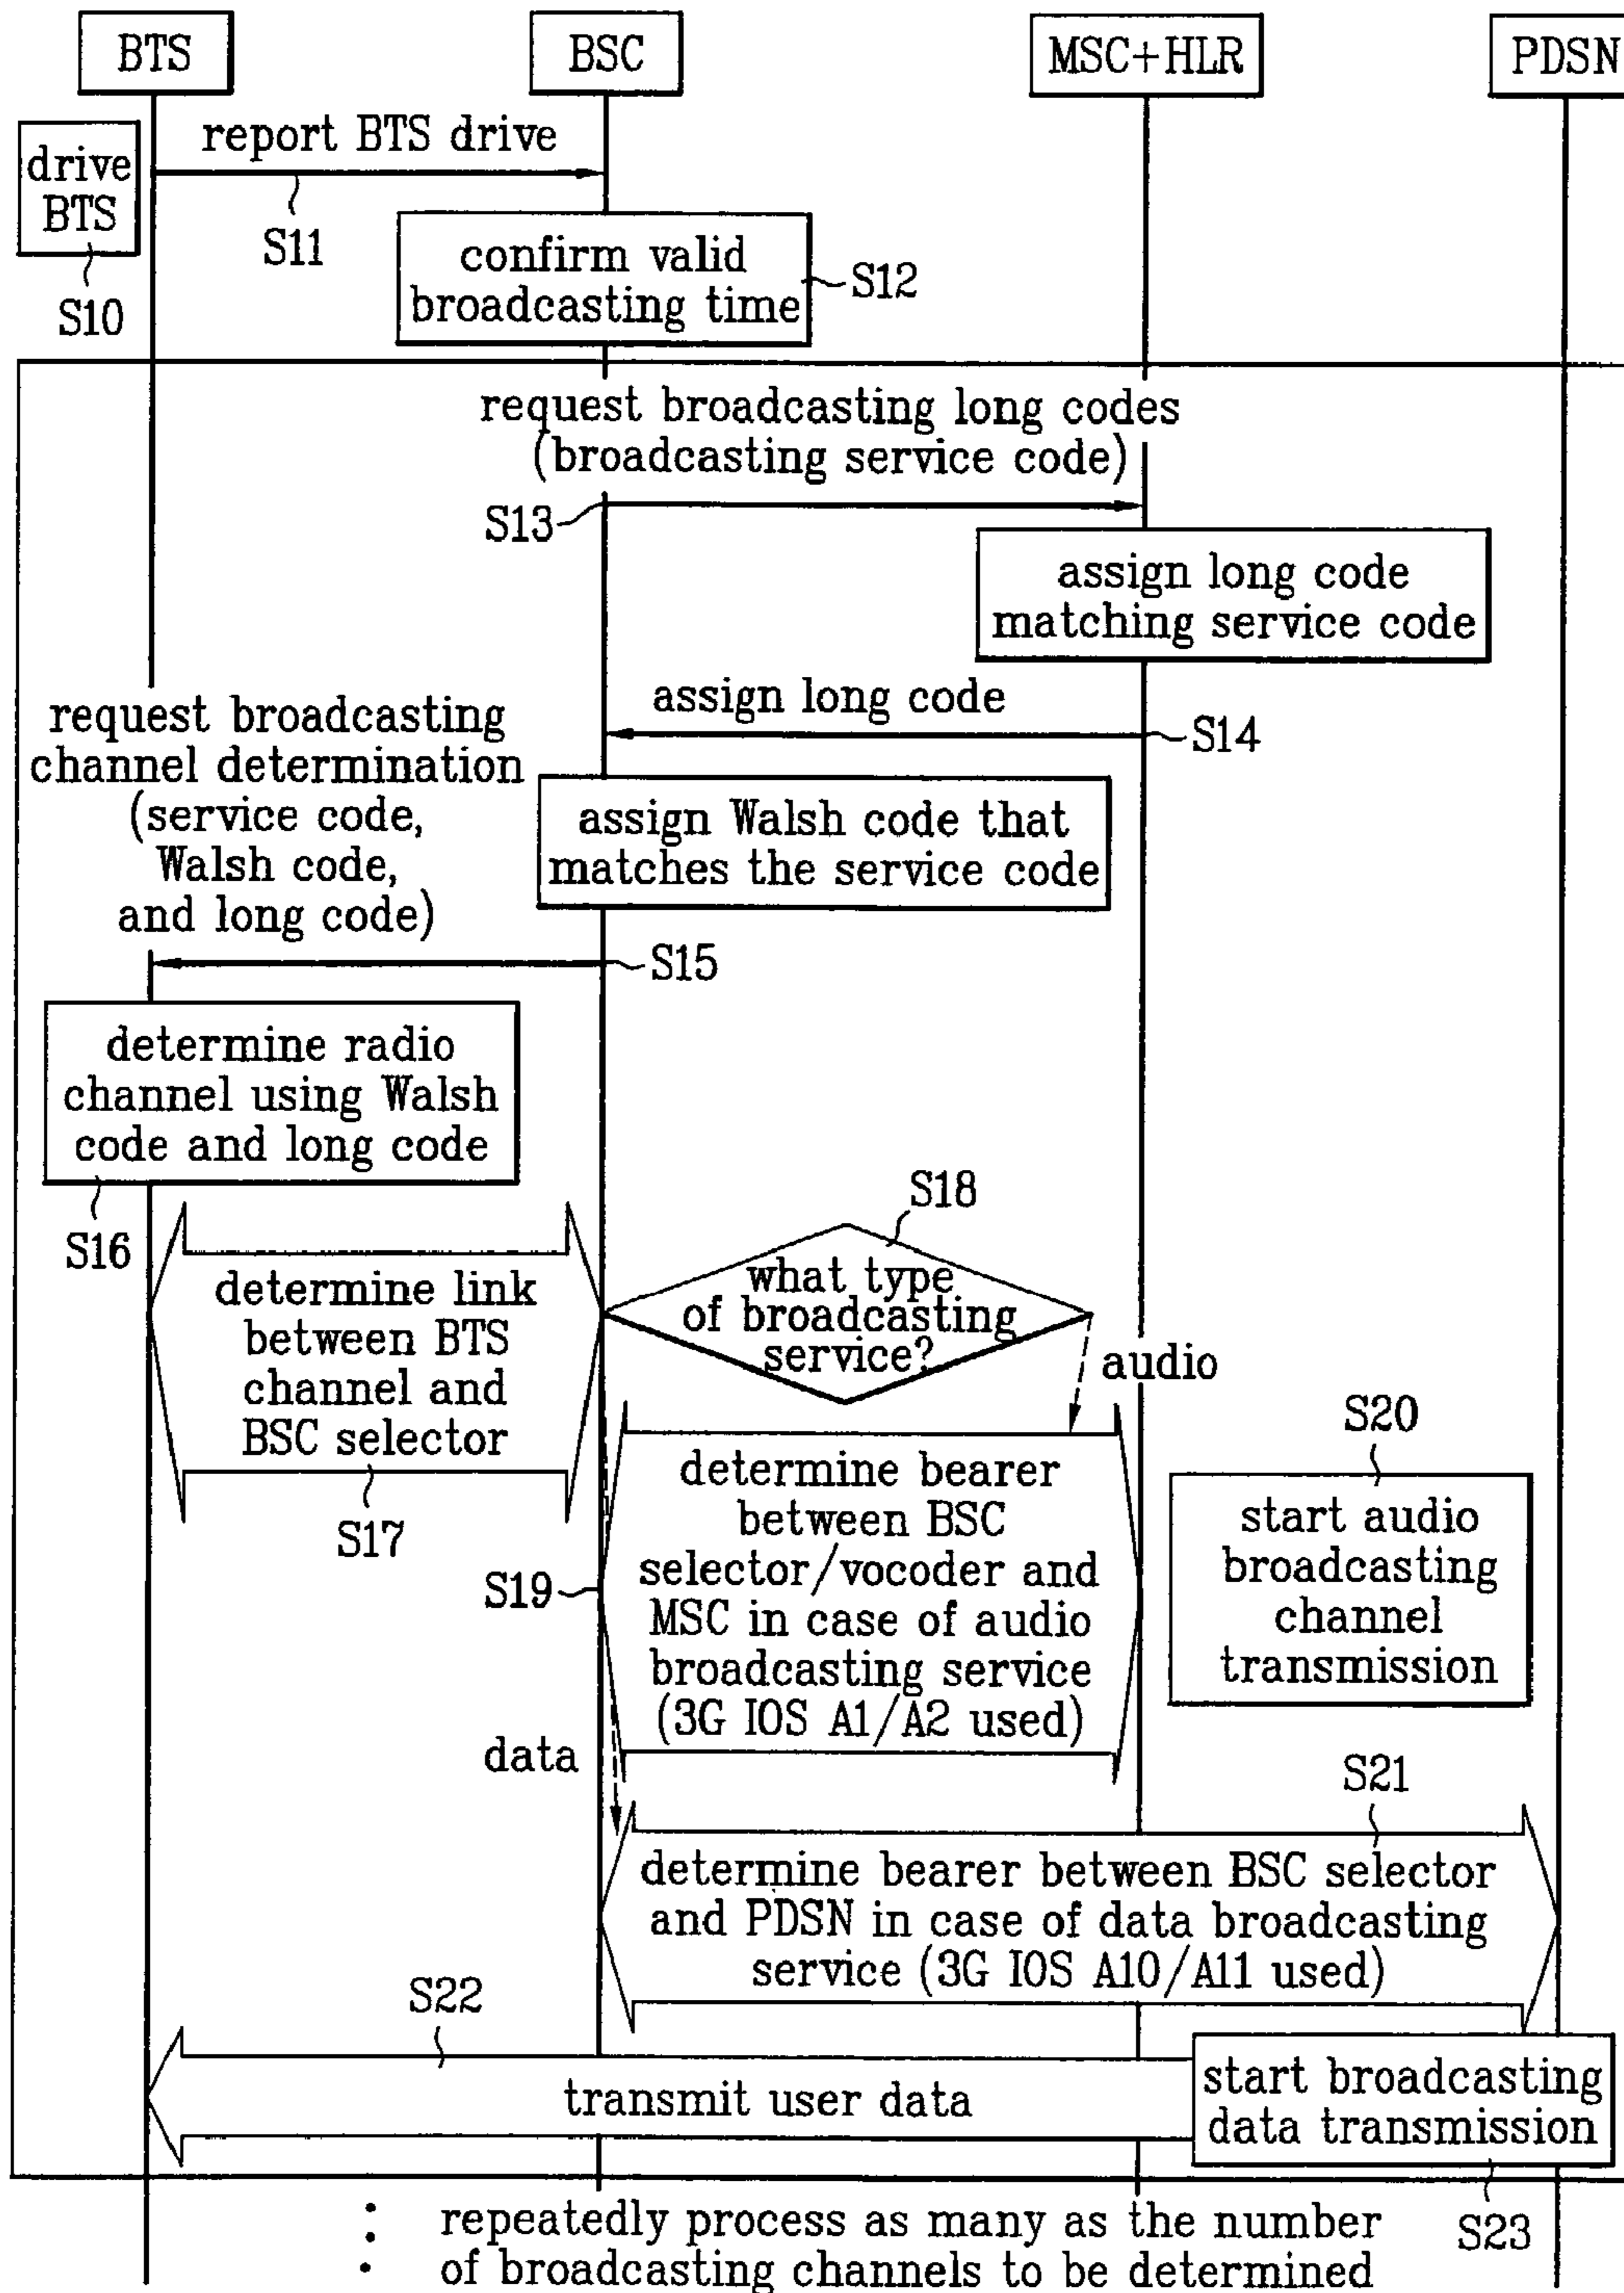 BTS
BSC
MSC+HLR
PDSN
drive
BTS
S10
report BTS drive
S11
confirm valid
broadcasting time
S12
request broadcasting long codes
(broadcasting service code)
S13
assign long code
matching service code
assign long code
S14
assign Walsh code that
matches the service code
request broadcasting
channel determination
(service code,
Walsh code,
and long code)
S15
determine radio
channel using Walsh
code and long code
S16
determine link
between BTS
channel and
BSC selector
S17
S18
what type
of broadcasting
service?
audio
determine bearer
between BSC
selector/vocoder and
MSC in case of audio
broadcasting service
(3G IOS A1/A2 used)
S19
S20
start audio
broadcasting
channel
transmission
data
S21
determine bearer between BSC selector
and PDSN in case of data broadcasting
service (3G IOS A10/A11 used)
S22
transmit user data
start broadcasting
data transmission
S23
repeatedly process as many as the number
of broadcasting channels to be determined